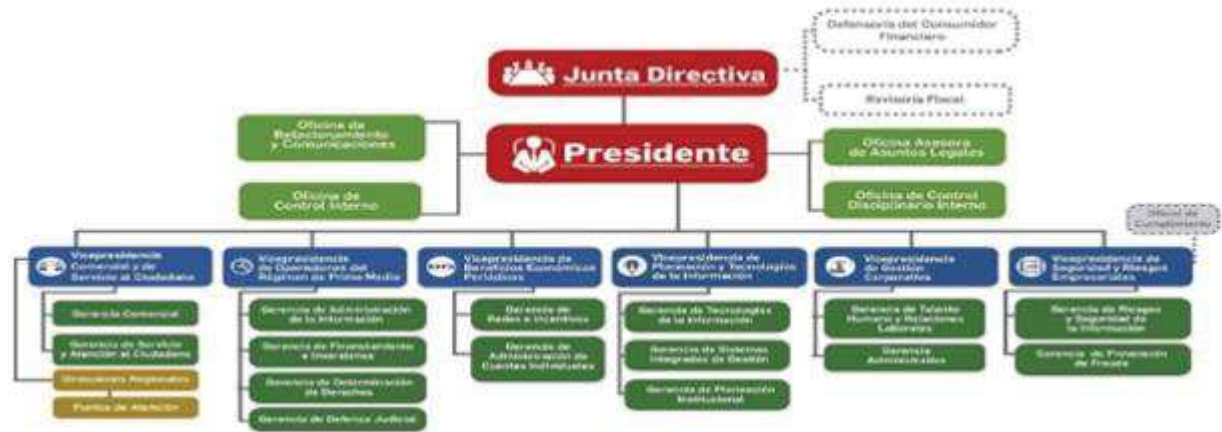 Defensoría del Consumidor
Financiero
Junta Directiva
Revisoría Fiscal
Oficina de
Relacionamiento
y Comunicaciones
Presidente
Oficina Asesora
de Asuntos Legales
Oficina de
Control Interno
Oficina de Control
Disciplinario Interno
Oficial de
Cumplimiento
Vicepresidencia
Comercial y de
Servicio al Ciudadano
Gerencia Comercial
Gerencia de Servicio
y Atención al Ciudadano
Direcciones Regionales
Puntos de Atención
Vicepresidencia
de Operaciones del
Régimen de Prima Media
Gerencia de Administración
de la Información
Gerencia de Financiamiento
e Inversiones
Gerencia de Determinación
de Derechos
Gerencia de Defensa Judicial
BEPS
Vicepresidencia de
Beneficios Económicos
Periódicos
Gerencia de
Redes e Incentivos
Gerencia de
Administración de
Cuentas Individuales
Vicepresidencia de
Planeación y Tecnologías
de la Información
Gerencia de Tecnologías
de la Información
Gerencia de Sistemas
Integrados de Gestión
Gerencia de Planeación
Institucional
Vicepresidencia
de Gestión
Corporativa
Gerencia de Talento
Humano y Relaciones
Laborales
Gerencia
Administrativa
Vicepresidencia de
Seguridad y Riesgos
Empresariales
Gerencia de Riesgos
y Seguridad de
la Información
Gerencia de Prevención
de Fraude